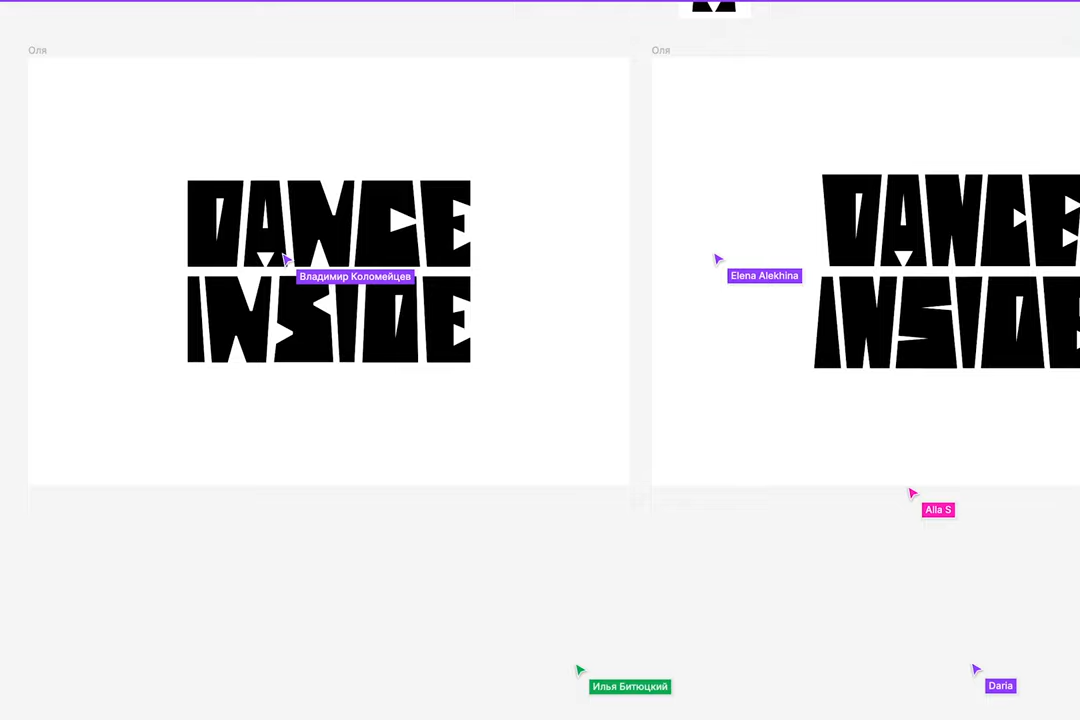 Оля
DANCE
INSIDE
Владимир Коломейцев
Оля
DANCE
INSIDE
Elena Alekhina
Alla S
Илья Битюцкий
Daria